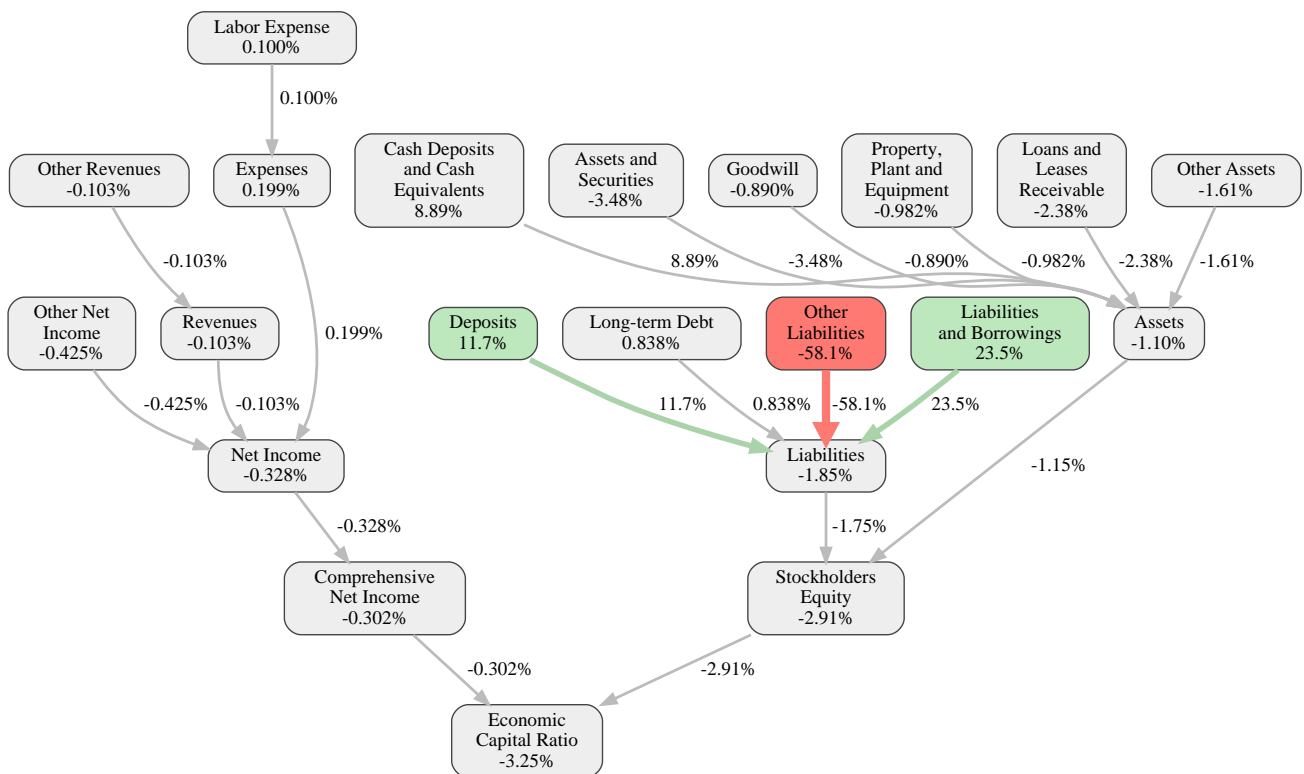 Labor Expense
0.100%
0.100%
Other Revenues
-0.103%
Expenses
0.199%
Cash Deposits
and Cash
Equivalents
8.89%
Assets and
Securities
-3.48%
Goodwill
-0.890%
Property,
Plant and
Equipment
-0.982%
Loans and
Leases
Receivable
-2.38%
Other Assets
-1.61%
-0.103%
8.89%
-3.48%
-0.890%
-0.982%
-2.38%
-1.61%
Other Net
Income
-0.425%
Revenues
-0.103%
0.199%
Deposits
11.7%
Long-term Debt
0.838%
Other
Liabilities
-58.1%
Liabilities
and Borrowings
23.5%
Assets
-1.10%
-0.425%
-0.103%
11.7%
0.838%
-58.1%
23.5%
Net Income
-0.328%
Liabilities
-1.85%
-1.15%
-0.328%
-1.75%
Comprehensive
Net Income
-0.302%
Stockholders
Equity
-2.91%
-0.302%
-2.91%
Economic
Capital Ratio
-3.25%